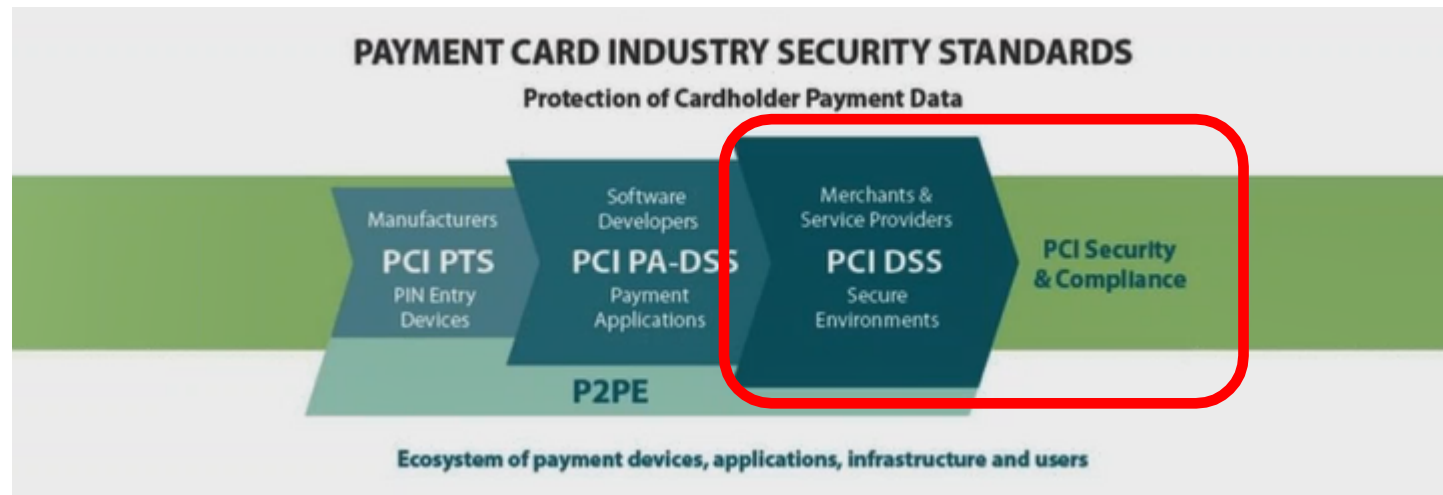 PAYMENT CARD INDUSTRY SECURITY STANDARDS
Protection of Cardholder Payment Data
Manufacturers
PCI PTS
PIN Entry
Devices
Software
Developers
PCI PA-DSS
Payment
Applications
Merchants &
Service Providers
PCI DSS
Secure
Environments
PCI Security
& Compliance
P2PE
Ecosystem of payment devices, applications, infrastructure and users